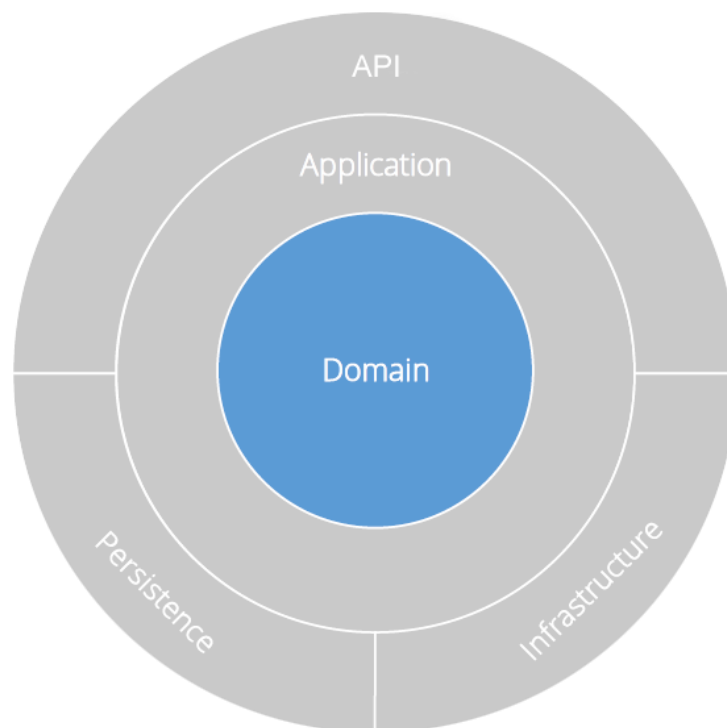 API
Application
Domain
Persistence
Infrastructure